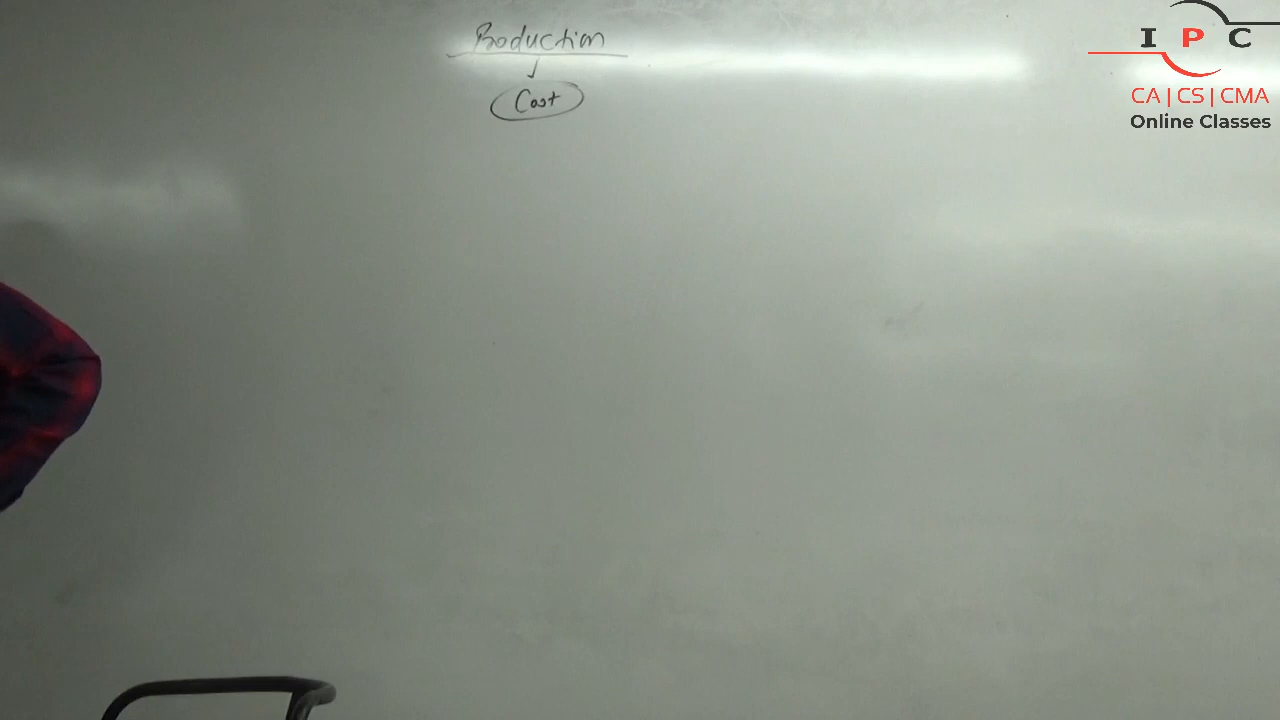 Production
Cost
I P C
CA | CS | CMA
Online Classes